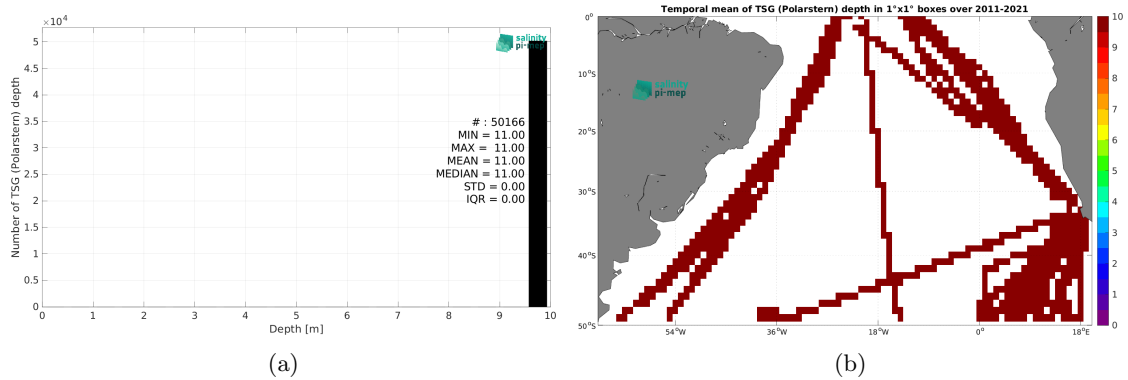 ×10⁴
5
4.5
4
3.5
3
2.5
2
1.5
1
0.5
0
Number of TSG (Polarstern) depth
salinity
pi-mep
# : 50166
MIN = 11.00
MAX = 11.00
MEAN = 11.00
MEDIAN = 11.00
STD = 0.00
IQR = 0.00
0 1 2 3 4 5 6 7 8 9 10
Depth [m]
(a)
Temporal mean of TSG (Polarstern) depth in 1°x1° boxes over 2011-2021
0°
10°S
20°S
30°S
40°S
50°S
salinity
pi-mep
54°W 36°W 18°W 0° 18°E
10
9
8
7
6
5
4
3
2
1
0
(b)